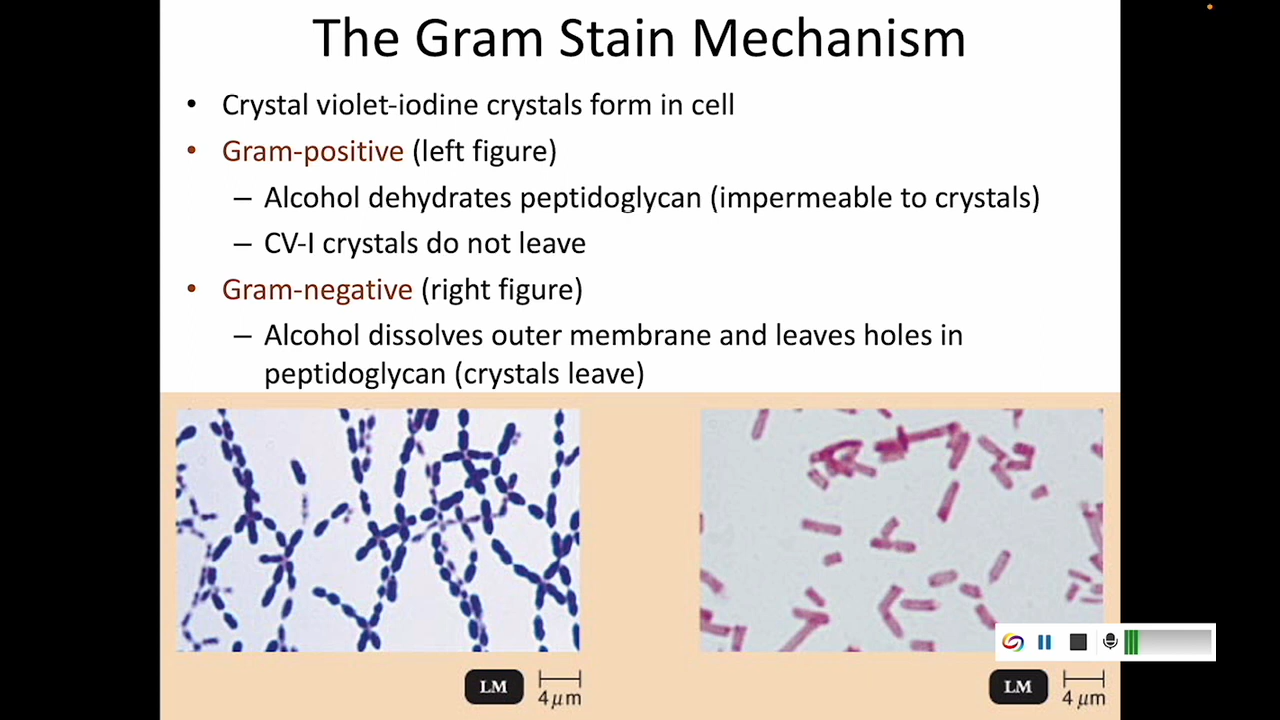 The Gram Stain Mechanism
• Crystal violet-iodine crystals form in cell
• Gram-positive (left figure)
– Alcohol dehydrates peptidoglycan (impermeable to crystals)
– CV-I crystals do not leave
• Gram-negative (right figure)
– Alcohol dissolves outer membrane and leaves holes in
peptidoglycan (crystals leave)
LM 4 μm
LM 4 μm